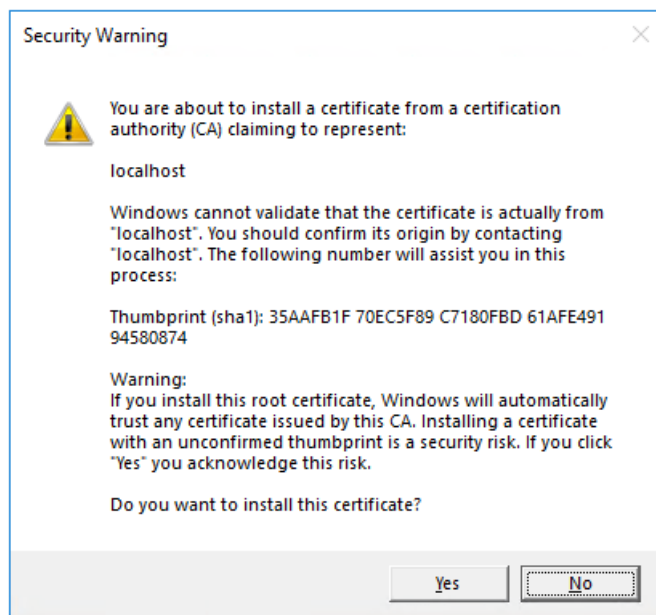 Security Warning
You are about to install a certificate from a certification
authority (CA) claiming to represent:
localhost
Windows cannot validate that the certificate is actually from
"localhost". You should confirm its origin by contacting
"localhost". The following number will assist you in this
process:
Thumbprint (sha1): 35AAFB1F 70EC5F89 C7180FBD 61AFE491
94580874
Warning:
If you install this root certificate, Windows will automatically
trust any certificate issued by this CA. Installing a certificate
with an unconfirmed thumbprint is a security risk. If you click
"Yes" you acknowledge this risk.
Do you want to install this certificate?
Yes
No